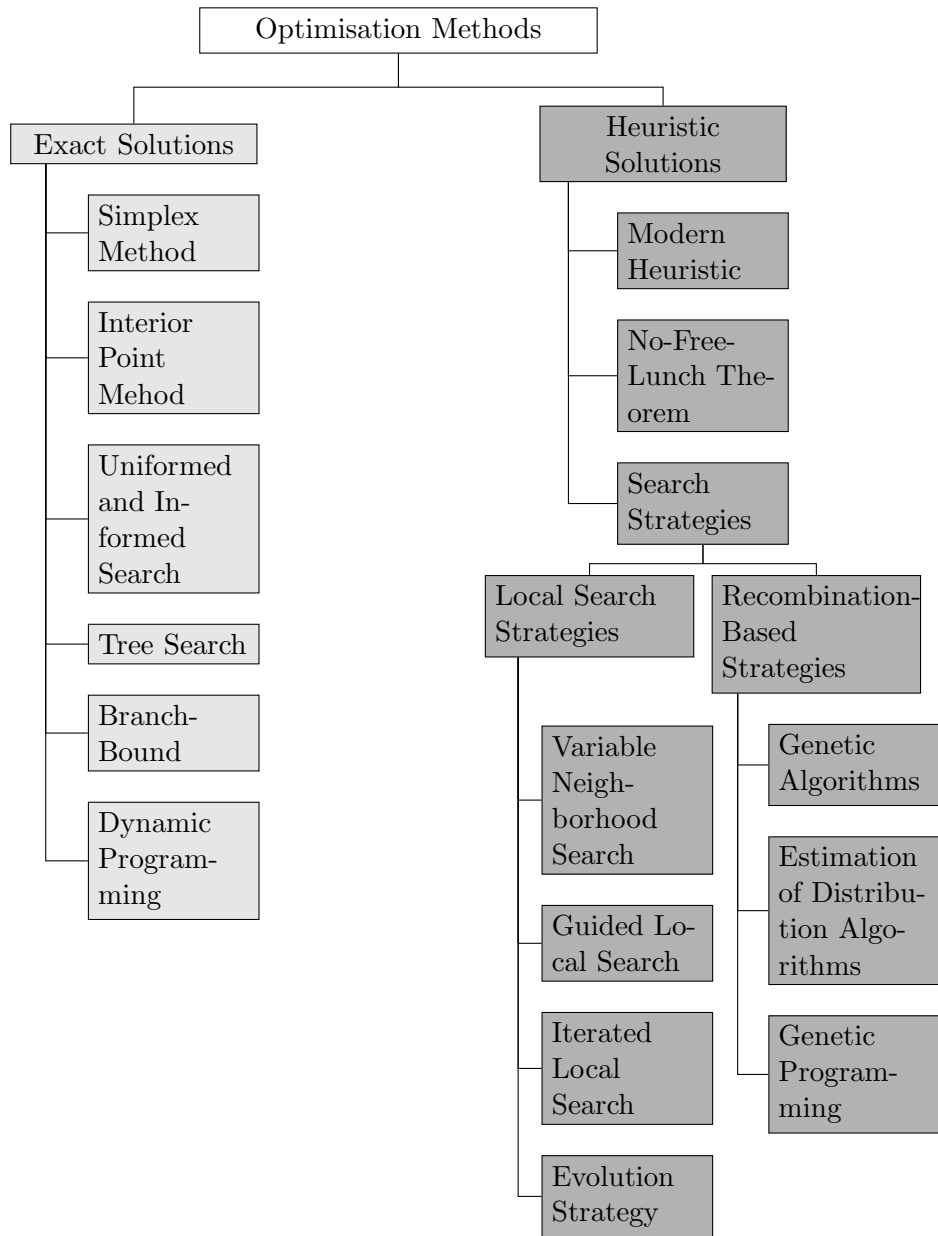 Optimisation Methods
Exact Solutions
Simplex
Method
Interior
Point
Mehod
Uniformed
and In-
formed
Search
Tree Search
Branch-
Bound
Dynamic
Program-
ming
Heuristic
Solutions
Modern
Heuristic
No-Free-
Lunch The-
orem
Search
Strategies
Local Search
Strategies
Variable
Neigh-
borhood
Search
Guided Lo-
cal Search
Iterated
Local
Search
Evolution
Strategy
Recombination-
Based
Strategies
Genetic
Algorithms
Estimation
of Distribu-
tion Algo-
rithms
Genetic
Program-
ming